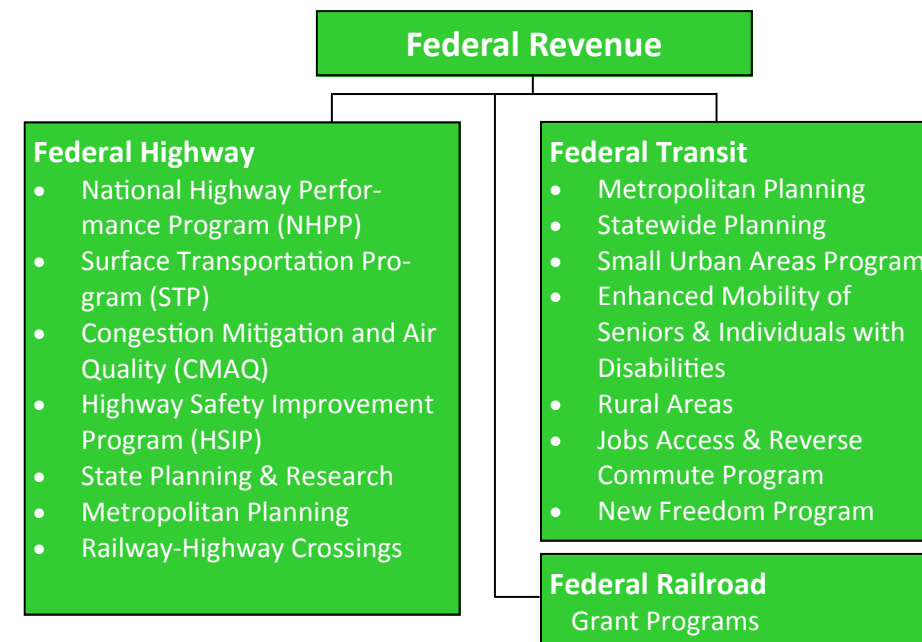 Federal Revenue
Federal Highway
• National Highway Perfor-
mance Program (NHPP)
• Surface Transportation Pro-
gram (STP)
• Congestion Mitigation and Air
Quality (CMAQ)
• Highway Safety Improvement
Program (HSIP)
• State Planning & Research
• Metropolitan Planning
• Railway-Highway Crossings
Federal Transit
• Metropolitan Planning
• Statewide Planning
• Small Urban Areas Program
• Enhanced Mobility of
Seniors & Individuals with
Disabilities
• Rural Areas
• Jobs Access & Reverse
Commute Program
• New Freedom Program
Federal Railroad
Grant Programs